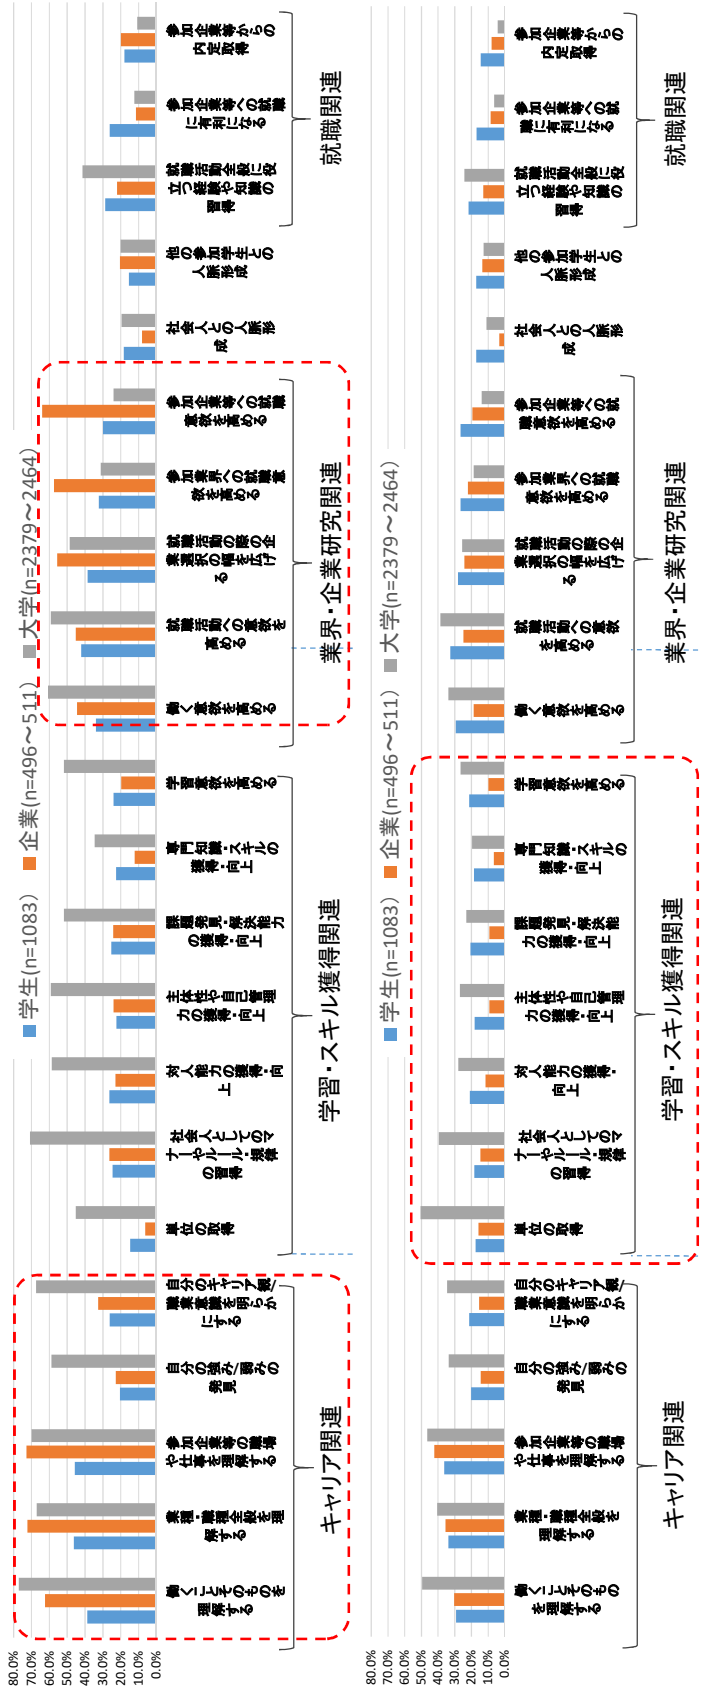 学生(n=1083) 企業(n=496～511) 大学(n=2379～2464)
80.0%
70.0%
60.0%
50.0%
40.0%
30.0%
20.0%
10.0%
0.0%
働くことそのものを
理解する
業種・職種全般を理
解する
参加企業等の職場
や仕事を理解する
自分の強み/弱みの
発見
自分のキャリア観/
職業意識を明らか
にする
単位の取得
社会人としてのマ
ナーやルール・規律
の習得
対人能力の獲得・向
上
主体性や自己管理
力の獲得・向上
課題発見・解決能力
の獲得・向上
専門知識・スキルの
獲得・向上
学習意欲を高める
働く意欲を高める
就職活動への意欲を
高める
就職活動の際の企
業選択の幅を広げ
る
参加業界への就職意
欲を高める
参加企業等への就職
意欲を高める
社会人との人脈形
成
他の参加学生との
人脈形成
就職活動全般に役
立つ経験や知識の
習得
参加企業等への就職
に有利になる
参加企業等からの
内定取得
キャリア関連
学習・スキル獲得関連
業界・企業研究関連
就職関連
学生(n=1083) 企業(n=496～511) 大学(n=2379～2464)
80.0%
70.0%
60.0%
50.0%
40.0%
30.0%
20.0%
10.0%
0.0%
働くことそのもの
を理解する
業種・職種全般を
理解する
参加企業等の職場
や仕事を理解する
自分の強み/弱みの
発見
自分のキャリア観/
職業意識を明らか
にする
単位の取得
社会人としてのマ
ナーやルール・規律
の習得
対人能力の獲得・
向上
主体性や自己管理
力の獲得・向上
課題発見・解決能
力の獲得・向上
専門知識・スキルの
獲得・向上
学習意欲を高める
働く意欲を高める
就職活動への意欲
を高める
就職活動の際の企
業選択の幅を広げ
る
参加業界への就職
意欲を高める
参加企業等への就
職意欲を高める
社会人との人脈形
成
他の参加学生との
人脈形成
就職活動全般に役
立つ経験や知識の
習得
参加企業等への就
職に有利になる
参加企業等からの
内定取得
キャリア関連
学習・スキル獲得関連
業界・企業研究関連
就職関連